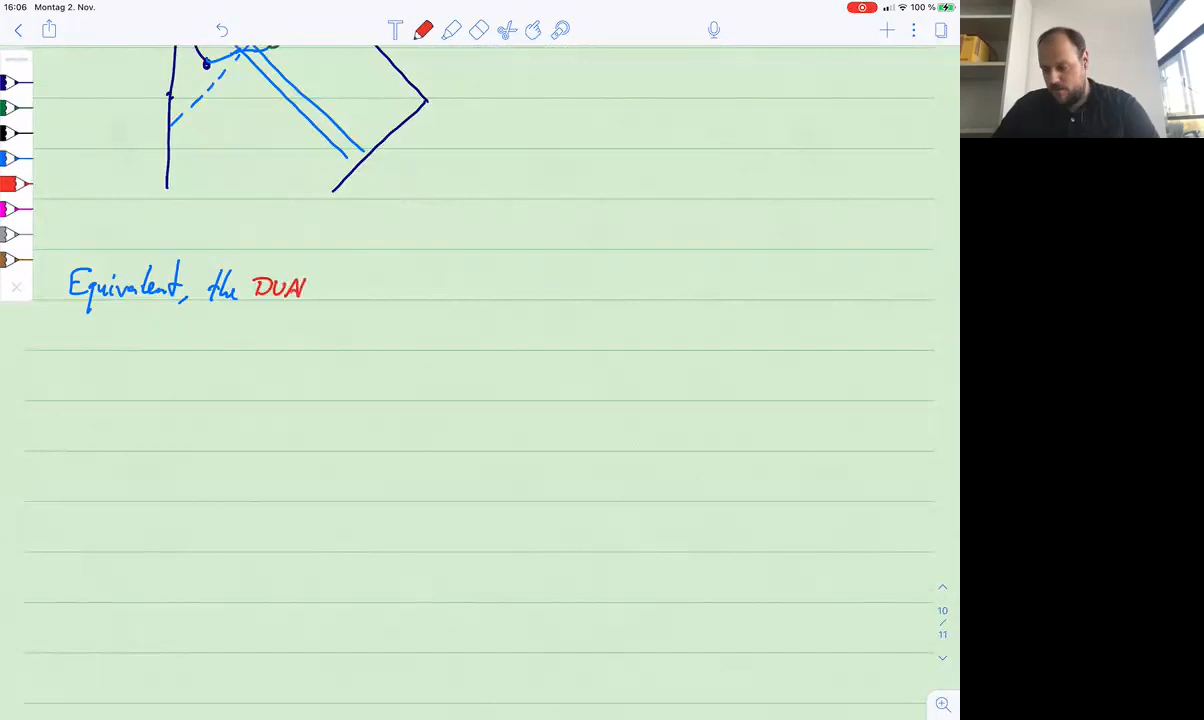 16:06 Montag 2. Nov.
100 %
T
Equivalent, the DUAL
10
/
11